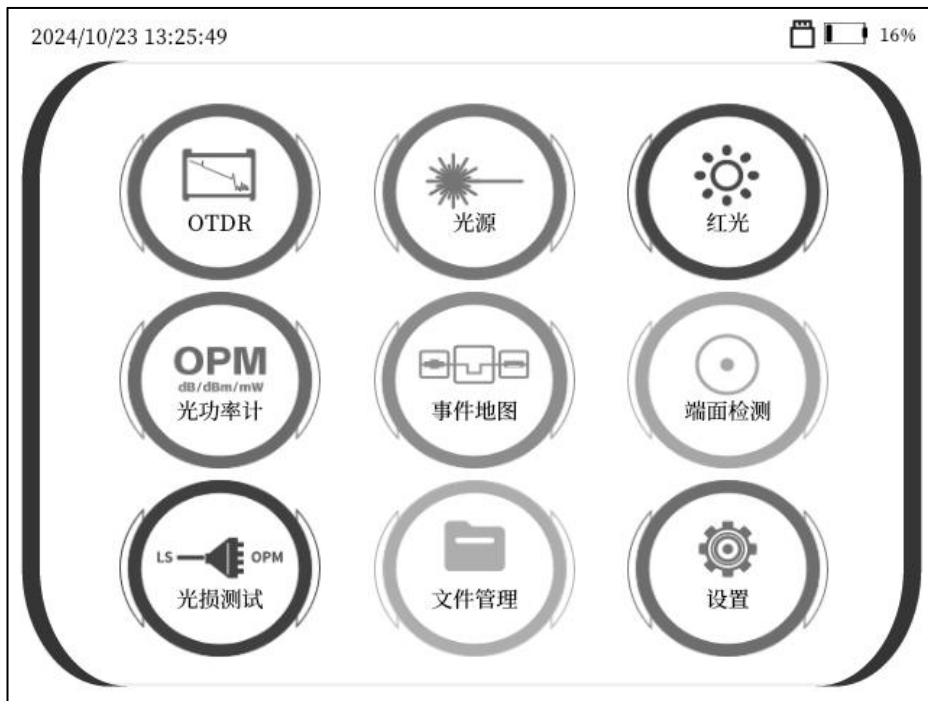 2024/10/23 13:25:49
16%
OTDR
光源
红光
OPM
dB/dBm/mW
光功率计
事件地图
端面检测
LS
OPM
光损测试
文件管理
设置